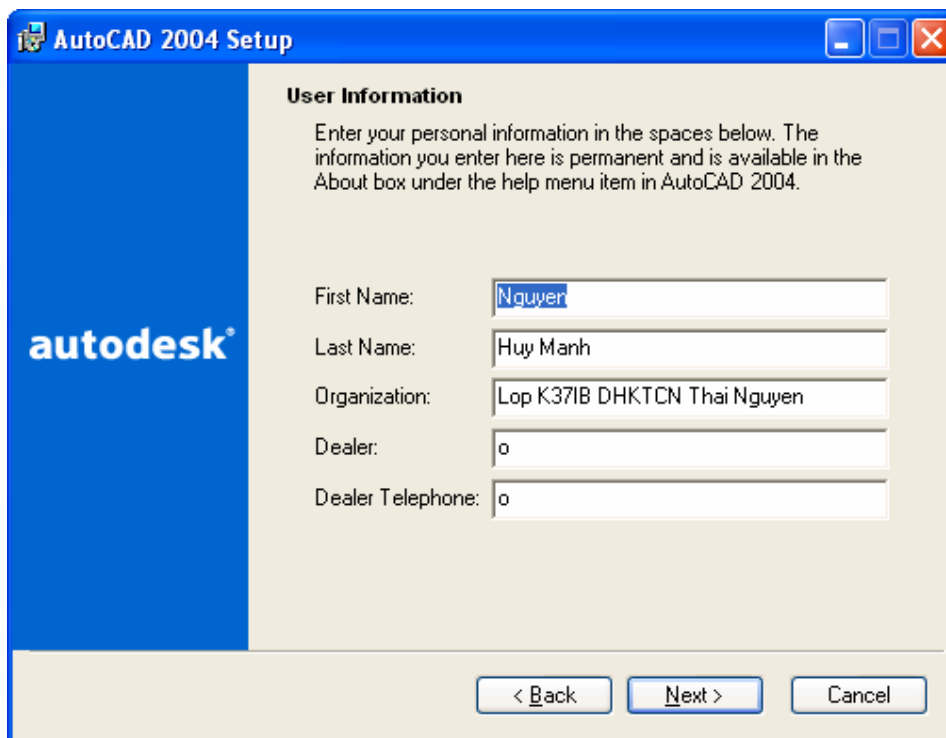 AutoCAD 2004 Setup
User Information
Enter your personal information in the spaces below. The
information you enter here is permanent and is available in the
About box under the help menu item in AutoCAD 2004.
First Name: Nguyen
autodesk®
Last Name: Huy Manh
Organization: Lop K37IB DHKTCN Thai Nguyen
Dealer: o
Dealer Telephone: o
< Back Next > Cancel